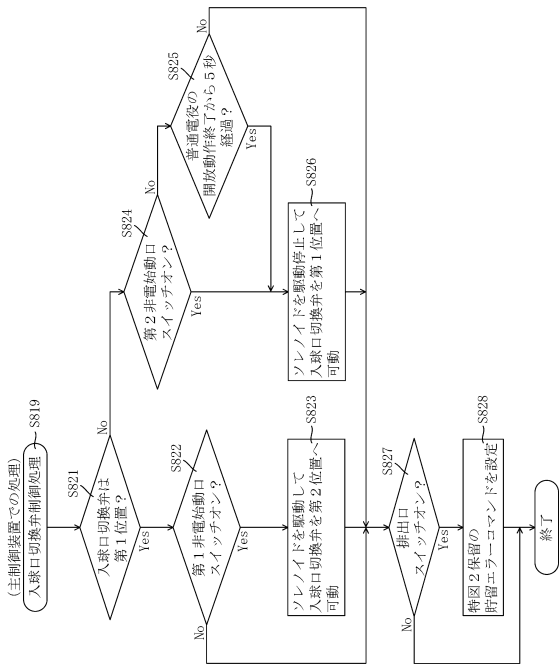 (主制御装置での処理)
入球口切換弁制御処理
S819
S821
入球口切換弁は
第1位置?
No
Yes
S822
第1非電始動口
スイッチオン?
No
Yes
S823
ソレノイドを駆動して
入球口切換弁を第2位置へ
可動
S824
第2非電始動口
スイッチオン?
No
Yes
S825
普通電役の
開放動作終了から5秒
経過?
No
Yes
S826
ソレノイドを駆動停止して
入球口切換弁を第1位置へ
可動
S827
排出口
スイッチオン?
No
Yes
S828
特図2保留の
貯留エラーコマンドを設定
終了